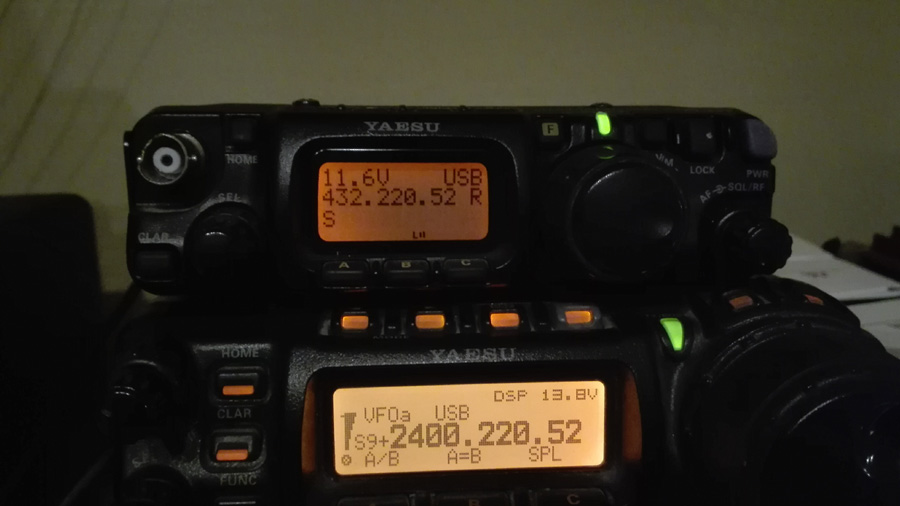 YAESU
F
HOME
V/M
LOCK
PWR
11.6V USB
432.220.52 R
S
SEL
AF-SQL/RF
CLAR
A B C
YAESU
HOME
DSP 13.8V
VFOa USB
S9+2400.220.52
A/B A=B SPL
CLAR
FUNC
B C